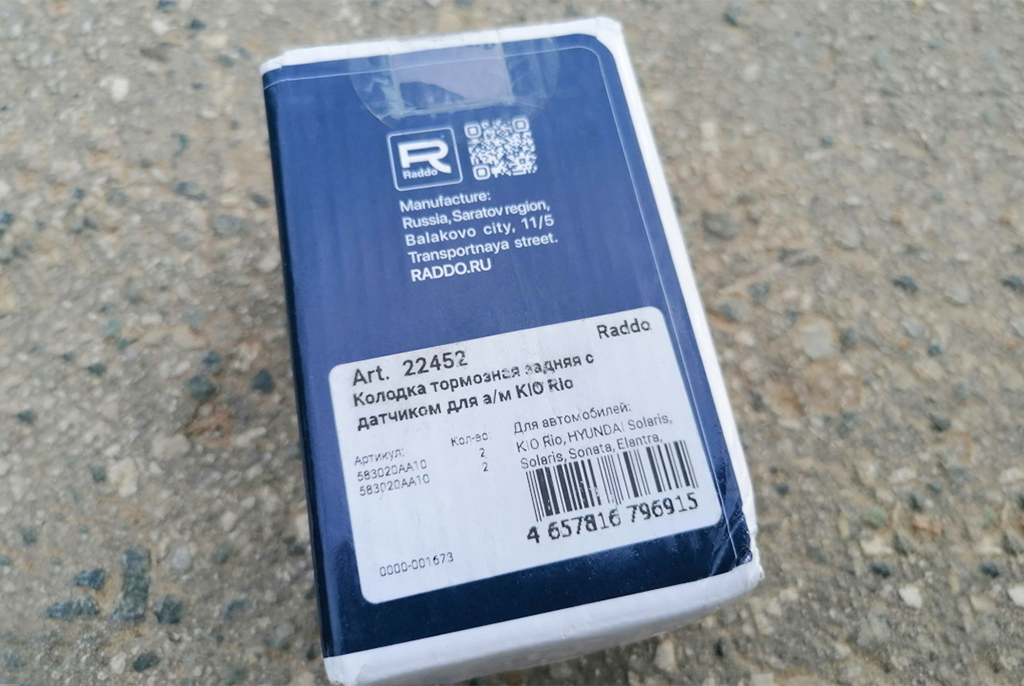 R
Raddo
Manufacture:
Russia, Saratov region,
Balakovo city, 11/5
Transportnaya street.
RADDO.RU
Raddo
Art. 22452
Колодка тормозная задняя с
датчиком для а/м KIO Rio
Артикул: Кол-во:
583020AA10 2
583020AA10 2
Для автомобилей:
KIO Rio, HYUNDAI Solaris,
Solaris, Sonata, Elantra,
4 657816 796915
0000-001673